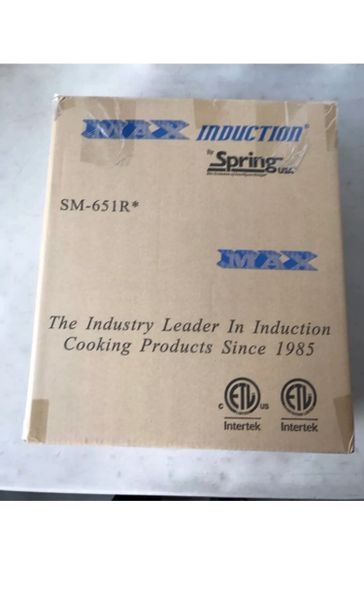 MAX INDUCTION®
By
Spring USA
SM-651R*
MAX
The Industry Leader In Induction
Cooking Products Since 1985
C ETL US ETL
Intertek Intertek